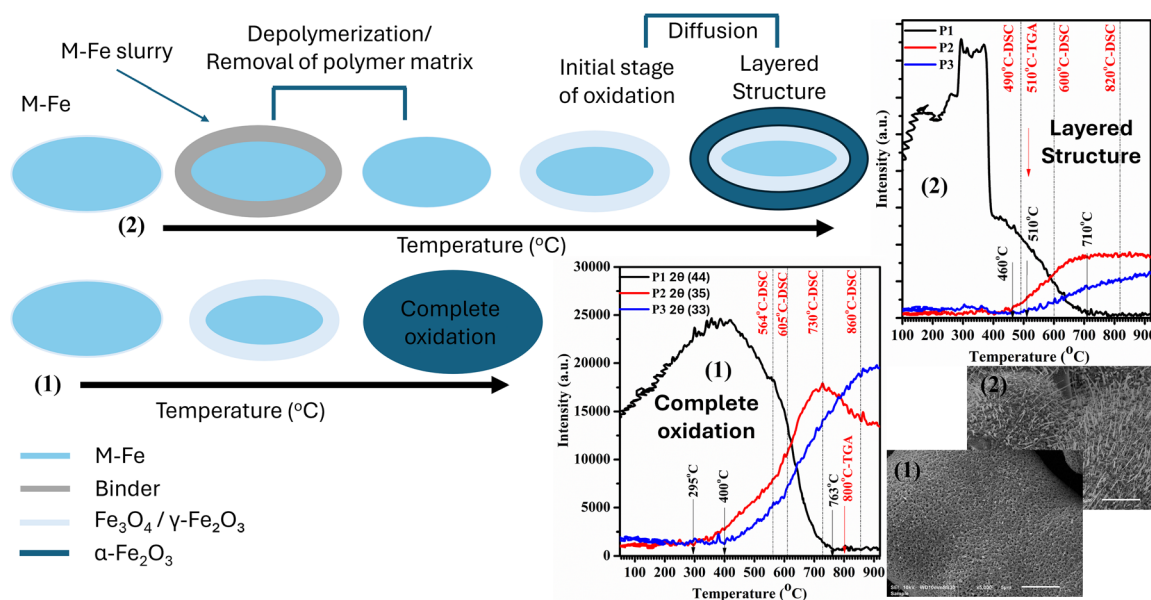 M-Fe slurry
Depolymerization/
Removal of polymer matrix
Diffusion
M-Fe
Initial stage
of oxidation
Layered
Structure
(2)
Temperature (°C)
Complete
oxidation
(1)
Temperature (°C)
M-Fe
Binder
Fe₃O₄ / γ-Fe₂O₃
α-Fe₂O₃
P1
P2
P3
490°C-DSC
510°C-TGA
600°C-DSC
820°C-DSC
(2)
Layered
Structure
460°C
510°C
710°C
Intensity (a.u.)
100 200 300 400 500 600 700 800 900
Temperature (°C)
P1 2θ (44)
P2 2θ (35)
P3 2θ (33)
564°C-DSC
605°C-DSC
730°C-DSC
860°C-DSC
(1)
Complete
oxidation
295°C
400°C
763°C
800°C-TGA
Intensity (a.u.)
30000
25000
20000
15000
10000
5000
0
100 200 300 400 500 600 700 800 900
Temperature (°C)
(2)
(1)
Sample